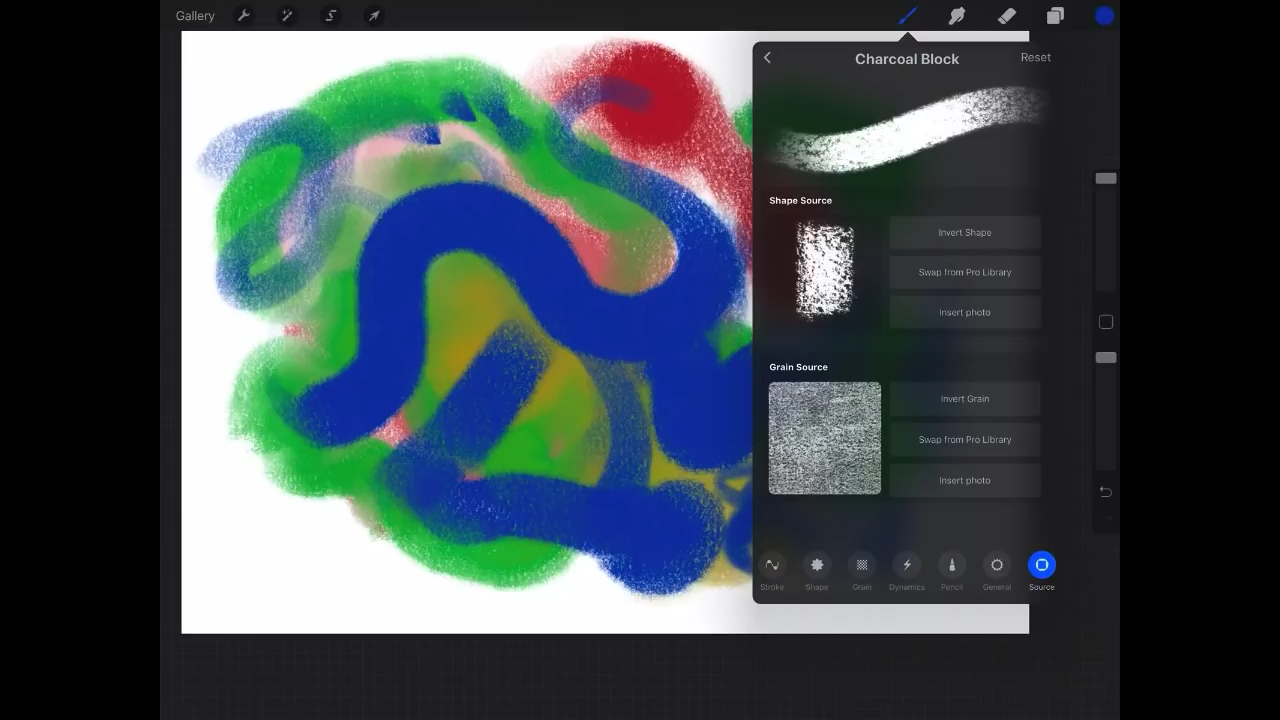 Gallery
Charcoal Block
Reset
Shape Source
Invert Shape
Swap from Pro Library
Insert photo
Grain Source
Invert Grain
Swap from Pro Library
Insert photo
Stroke Shape Grain Dynamics Pencil General Source